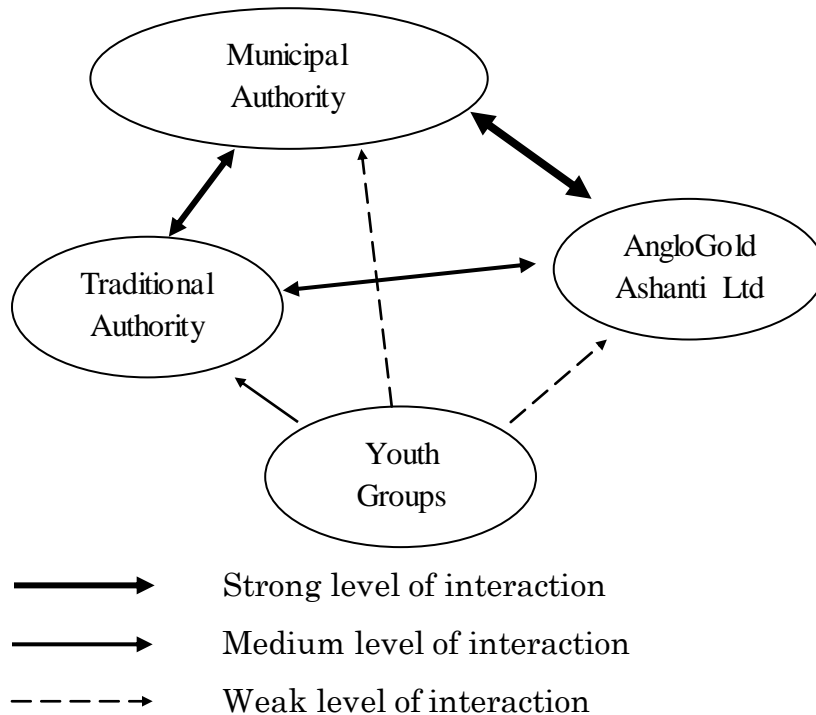 Municipal
Authority
AngloGold
Ashanti Ltd
Traditional
Authority
Youth
Groups
Strong level of interaction
Medium level of interaction
Weak level of interaction